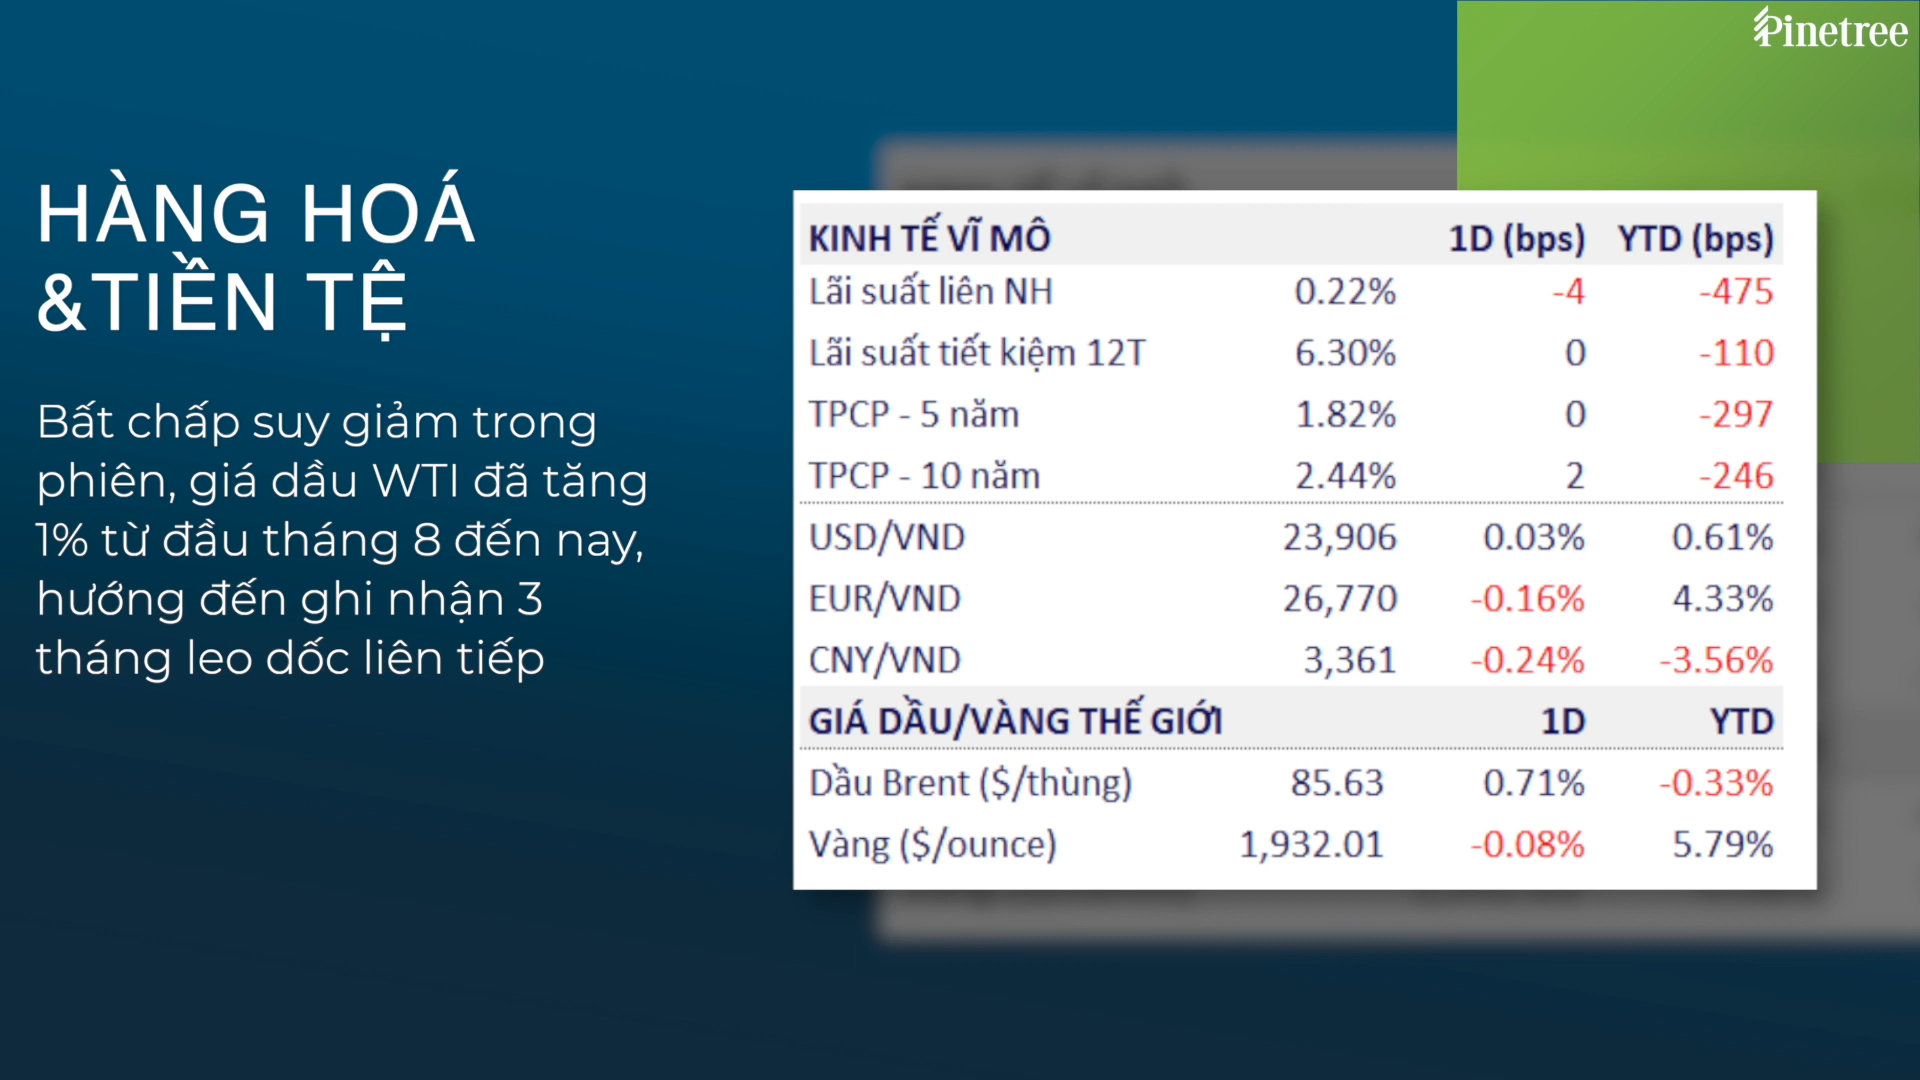 Pinetree
HÀNG HOÁ
&TIỀN TỆ
Bất chấp suy giảm trong
phiên, giá dầu WTI đã tăng
1% từ đầu tháng 8 đến nay,
hướng đến ghi nhận 3
tháng leo dốc liên tiếp
KINH TẾ VĨ MÔ 1D (bps) YTD (bps)
Lãi suất liên NH 0.22% -4 -475
Lãi suất tiết kiệm 12T 6.30% 0 -110
TPCP - 5 năm 1.82% 0 -297
TPCP - 10 năm 2.44% 2 -246
USD/VND 23,906 0.03% 0.61%
EUR/VND 26,770 -0.16% 4.33%
CNY/VND 3,361 -0.24% -3.56%
GIÁ DẦU/VÀNG THẾ GIỚI 1D YTD
Dầu Brent ($/thùng) 85.63 0.71% -0.33%
Vàng ($/ounce) 1,932.01 -0.08% 5.79%